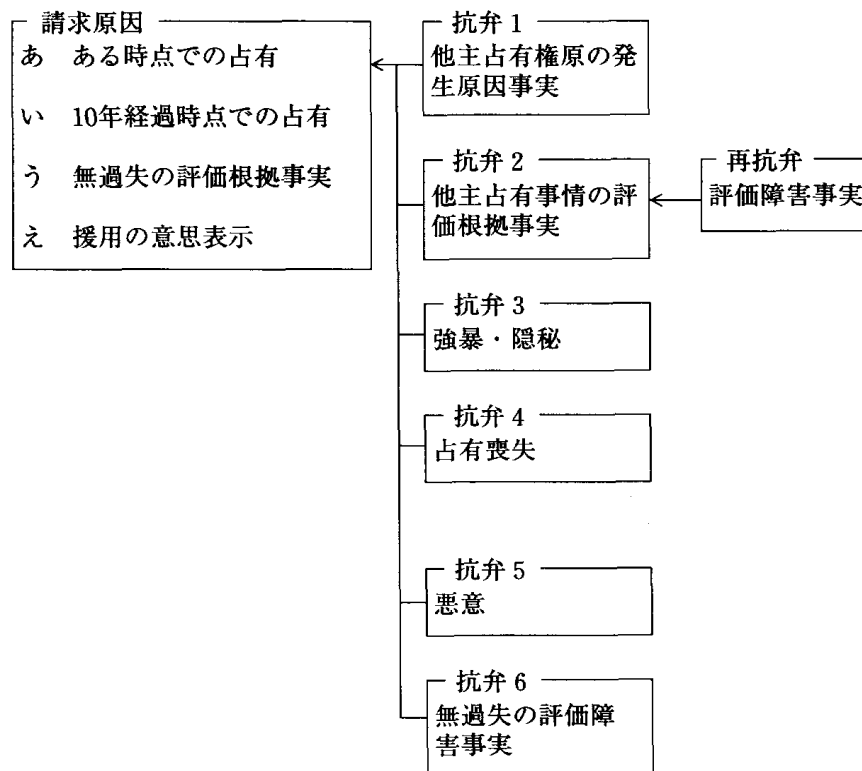 請求原因
あ ある時点での占有
い 10年経過時点での占有
う 無過失の評価根拠事実
え 援用の意思表示
抗弁1
他主占有権原の発
生原因事実
抗弁2
他主占有事情の評
価根拠事実
再抗弁
評価障害事実
抗弁3
強暴・隠秘
抗弁4
占有喪失
抗弁5
悪意
抗弁6
無過失の評価障
害事実